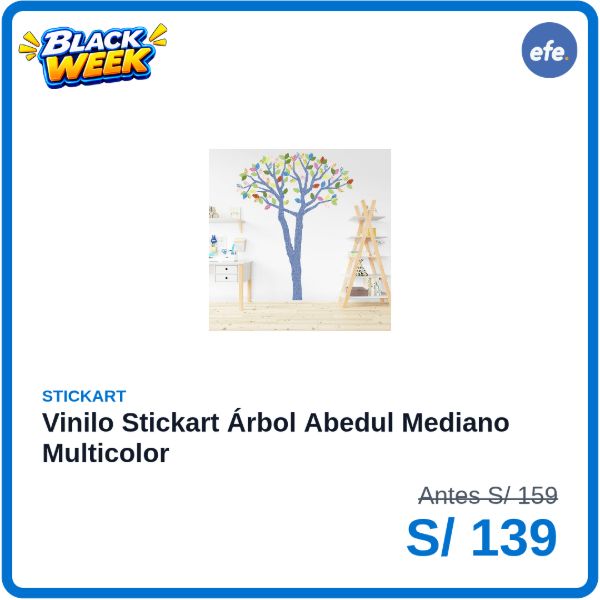 BLACK
WEEK
efe.
STICKART
Vinilo Stickart Árbol Abedul Mediano
Multicolor
Antes S/ 159
S/ 139